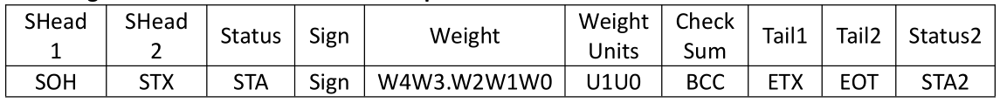 SHead 1 SHead 2 Status Sign Weight Weight Units Check Sum Tail1 Tail2 Status2
SOH STX STA Sign W4W3.W2W1W0 U1U0 BCC ETX EOT STA2